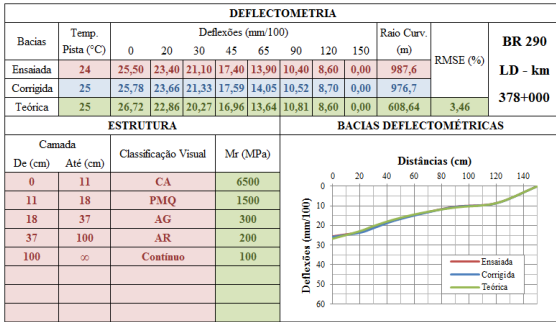 DEFLECTOMETRIA
Bacias Temp. Pista (°C) Deflexões (mm/100) Raio Curv. (m) RMSE (%) BR 290
0 20 30 45 65 90 120 150
LD - km
378+000
Ensaiada 24 25,50 23,40 21,10 17,40 13,90 10,40 8,60 0,00 987,6
Corrigida 25 25,78 23,66 21,33 17,59 14,05 10,52 8,70 0,00 976,7
Teórica 25 26,72 22,86 20,27 16,96 13,64 10,81 8,60 0,00 608,64 3,46
ESTRUTURA
Camada Classificação Visual Mr (MPa)
De (cm) Até (cm)
0 11 CA 6500
11 18 PMQ 1500
18 37 AG 300
37 100 AR 200
100 ∞ Contínuo 100
BACIAS DEFLECTOMÉTRICAS
Distâncias (cm)
0 20 40 60 80 100 120 140
Deflexões (mm/100)
0
10
20
30
40
50
60
Ensaiada
Corrigida
Teórica